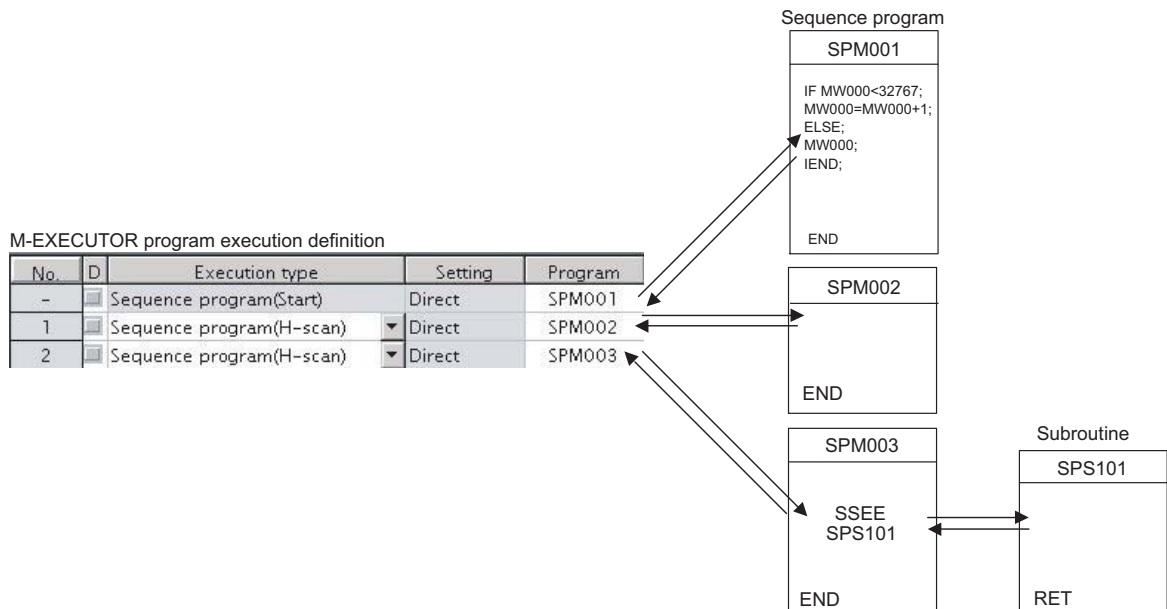 Sequence program
SPM001
IF MW000<32767;
MW000=MW000+1;
ELSE;
MW000;
IEND;
END
M-EXECUTOR program execution definition
No. D Execution type Setting Program
- Sequence program(Start) Direct SPM001
1 Sequence program(H-scan) Direct SPM002
2 Sequence program(H-scan) Direct SPM003
SPM002
END
SPM003
SSEE
SPS101
END
Subroutine
SPS101
RET